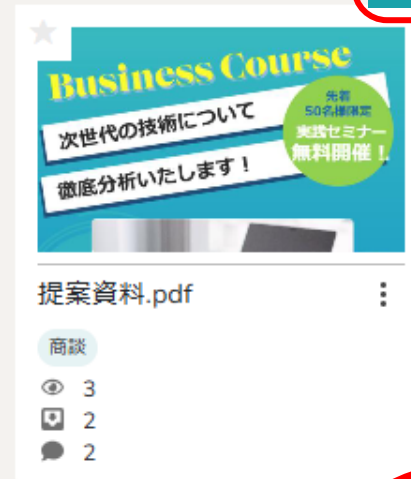 Business Course
次世代の技術について
徹底分析いたします！
先着
50名様限定
実践セミナー
無料開催！
提案資料.pdf
商談
3
2
2